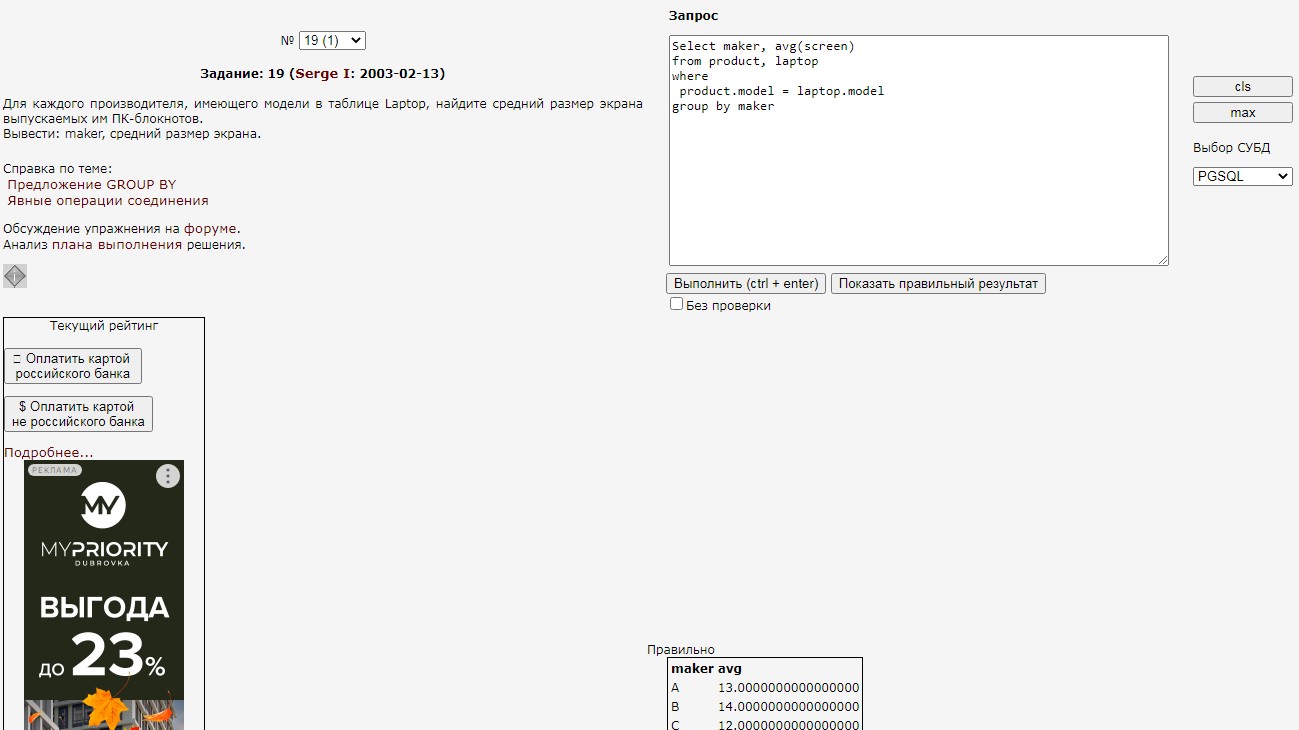 № 19 (1)
Задание: 19 (Serge I: 2003-02-13)
Для каждого производителя, имеющего модели в таблице Laptop, найдите средний размер экрана
выпускаемых им ПК-блокнотов.
Вывести: maker, средний размер экрана.
Справка по теме:
Предложение GROUP BY
Явные операции соединения
Обсуждение упражнения на форуме.
Анализ плана выполнения решения.
Текущий рейтинг
Оплатить картой
российского банка
$ Оплатить картой
не российского банка
Подробнее...
РЕКЛАМА
MY
MYPRIORITY
DUBROVKA
ВЫГОДА
ДО 23%
Запрос
Select maker, avg(screen)
from product, laptop
where
product.model = laptop.model
group by maker
cls
max
Выбор СУБД
PGSQL
Выполнить (ctrl + enter) Показать правильный результат
Без проверки
Правильно
maker avg
A 13.0000000000000000
B 14.0000000000000000
C 12.0000000000000000